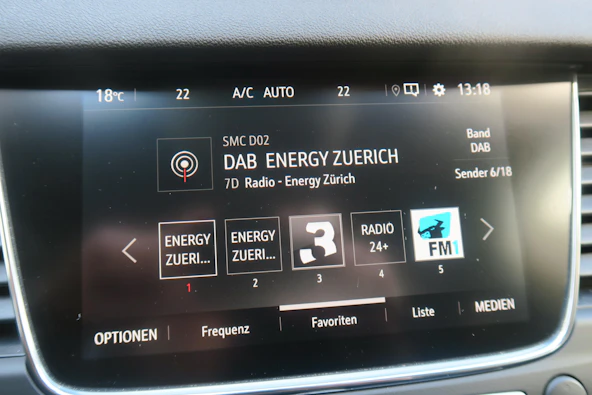 18°C 22 A/C AUTO 22 13:18
SMC D02
DAB ENERGY ZUERICH
7D Radio - Energy Zürich
Band
DAB
Sender 6/18
ENERGY
ZUERI...
1
ENERGY
ZUERI...
2
3
3
RADIO
24+
4
FM1
5
OPTIONEN
Frequenz
Favoriten
Liste
MEDIEN